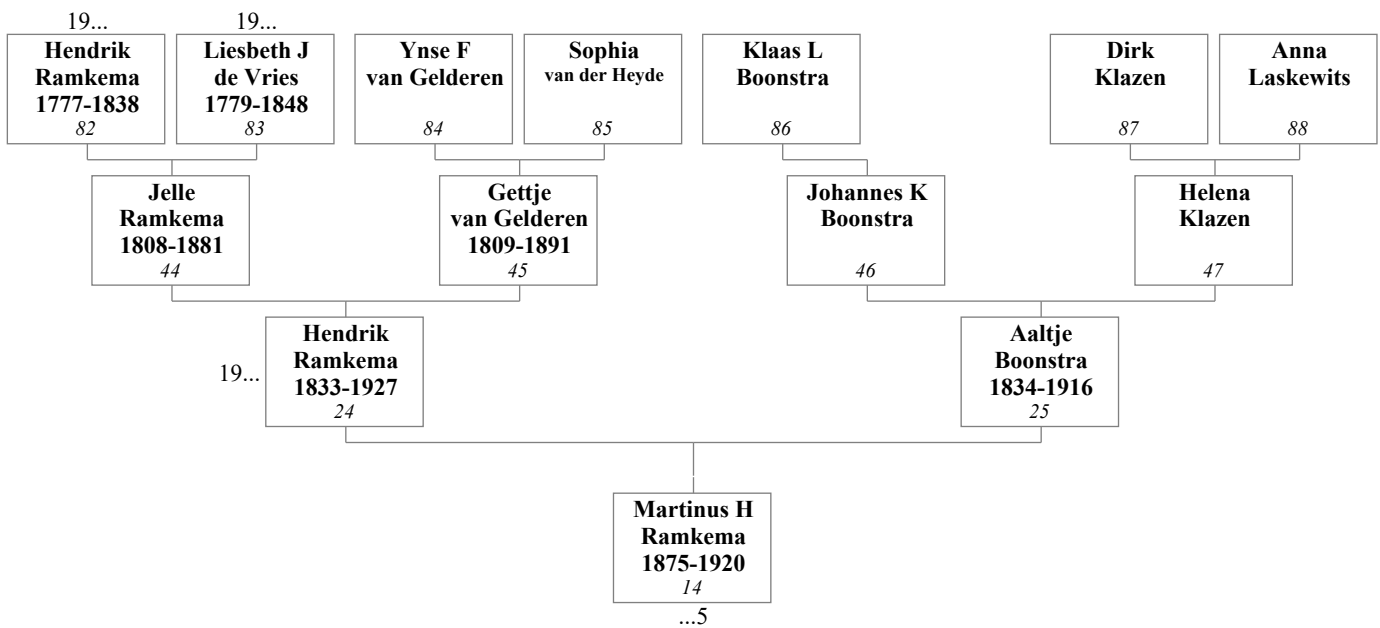 19...
19...
Hendrik
Ramkema
1777-1838
82
Liesbeth J
de Vries
1779-1848
83
Ynse F
van Gelderen
84
Sophia
van der Heyde
85
Klaas L
Boonstra
86
Dirk
Klazen
87
Anna
Laskewits
88
Jelle
Ramkema
1808-1881
44
Gettje
van Gelderen
1809-1891
45
Johannes K
Boonstra
46
Helena
Klazen
47
19...
Hendrik
Ramkema
1833-1927
24
Aaltje
Boonstra
1834-1916
25
Martinus H
Ramkema
1875-1920
14
...5